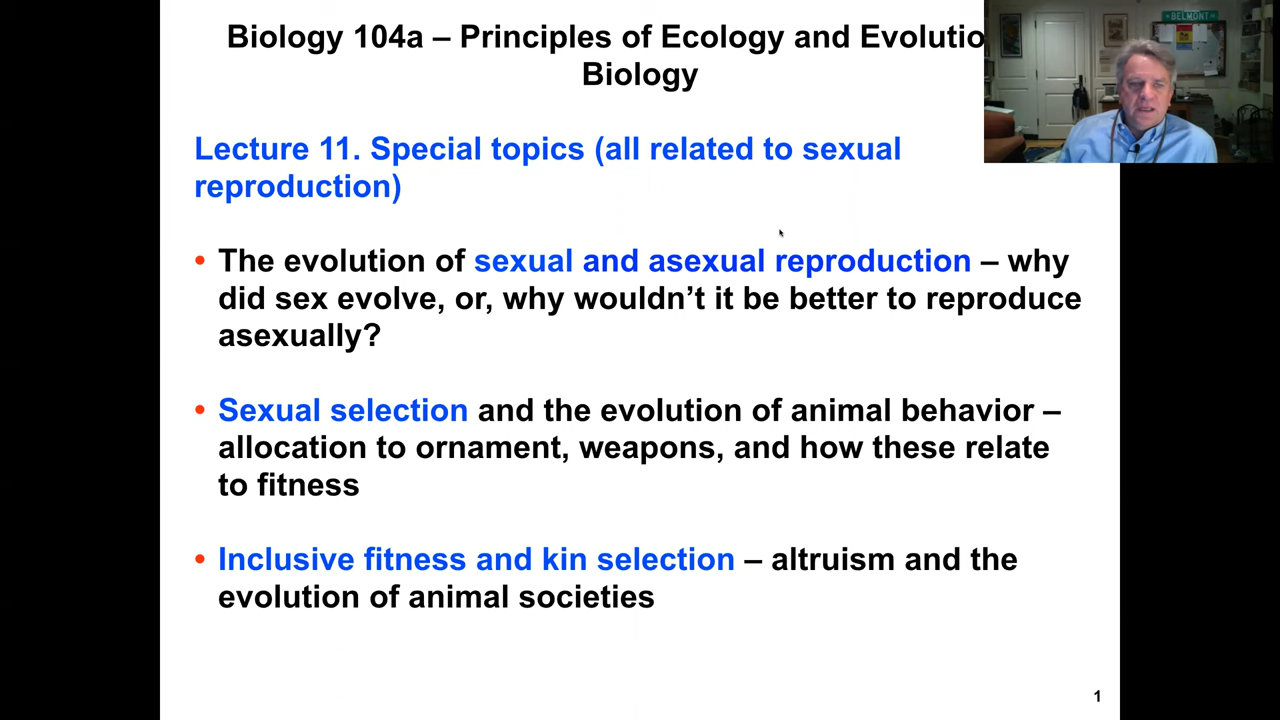 Biology 104a – Principles of Ecology and Evolutio
Biology
BELMONT
Lecture 11. Special topics (all related to sexual
reproduction)
• The evolution of sexual and asexual reproduction – why
did sex evolve, or, why wouldn’t it be better to reproduce
asexually?
• Sexual selection and the evolution of animal behavior –
allocation to ornament, weapons, and how these relate
to fitness
• Inclusive fitness and kin selection – altruism and the
evolution of animal societies
1